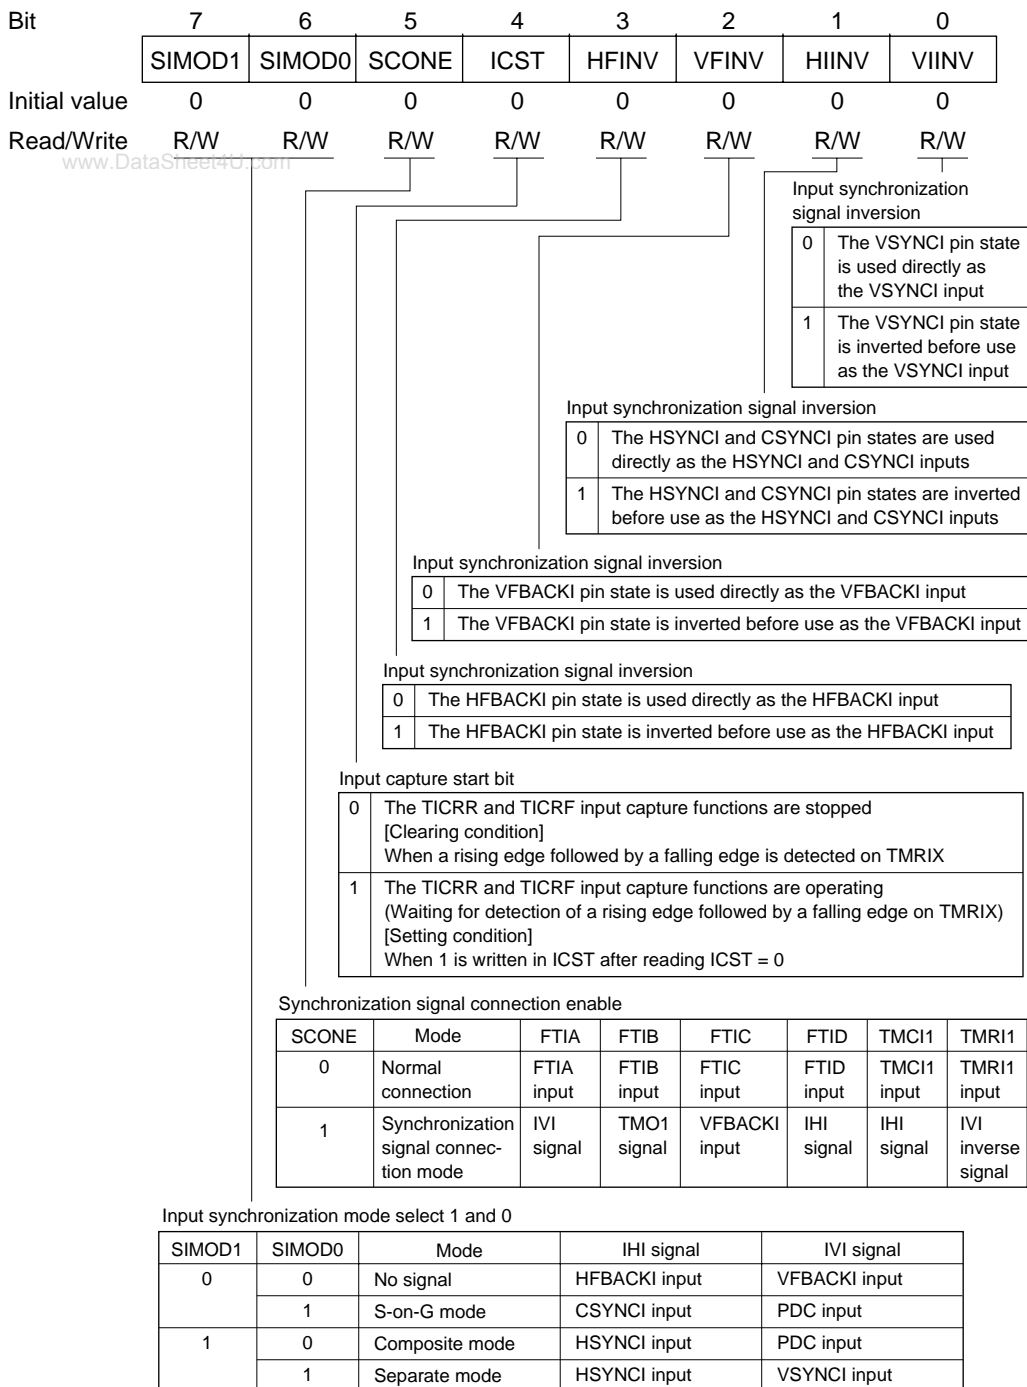 Bit 7 6 5 4 3 2 1 0
SIMOD1 SIMOD0 SCONE ICST HFINV VFINV HIINV VIINV
Initial value 0 0 0 0 0 0 0 0
Read/Write R/W R/W R/W R/W R/W R/W R/W R/W
www.DataSheet4U.com
Input synchronization
signal inversion
0 The VSYNCI pin state
is used directly as
the VSYNCI input
1 The VSYNCI pin state
is inverted before use
as the VSYNCI input
Input synchronization signal inversion
0 The HSYNCI and CSYNCI pin states are used
directly as the HSYNCI and CSYNCI inputs
1 The HSYNCI and CSYNCI pin states are inverted
before use as the HSYNCI and CSYNCI inputs
Input synchronization signal inversion
0 The VFBACKI pin state is used directly as the VFBACKI input
1 The VFBACKI pin state is inverted before use as the VFBACKI input
Input synchronization signal inversion
0 The HFBACKI pin state is used directly as the HFBACKI input
1 The HFBACKI pin state is inverted before use as the HFBACKI input
Input capture start bit
0 The TICRR and TICRF input capture functions are stopped
[Clearing condition]
When a rising edge followed by a falling edge is detected on TMRIX
1 The TICRR and TICRF input capture functions are operating
(Waiting for detection of a rising edge followed by a falling edge on TMRIX)
[Setting condition]
When 1 is written in ICST after reading ICST = 0
Synchronization signal connection enable
SCONE Mode FTIA FTIB FTIC FTID TMCI1 TMRI1
0 Normal FTIA FTIB FTIC FTID TMCI1 TMRI1
connection input input input input input input
1 Synchronization IVI TMO1 VFBACKI IHI IHI IVI
signal connec- signal signal input signal signal inverse
tion mode signal
Input synchronization mode select 1 and 0
SIMOD1 SIMOD0 Mode IHI signal IVI signal
0 0 No signal HFBACKI input VFBACKI input
1 S-on-G mode CSYNCI input PDC input
1 0 Composite mode HSYNCI input PDC input
1 Separate mode HSYNCI input VSYNCI input